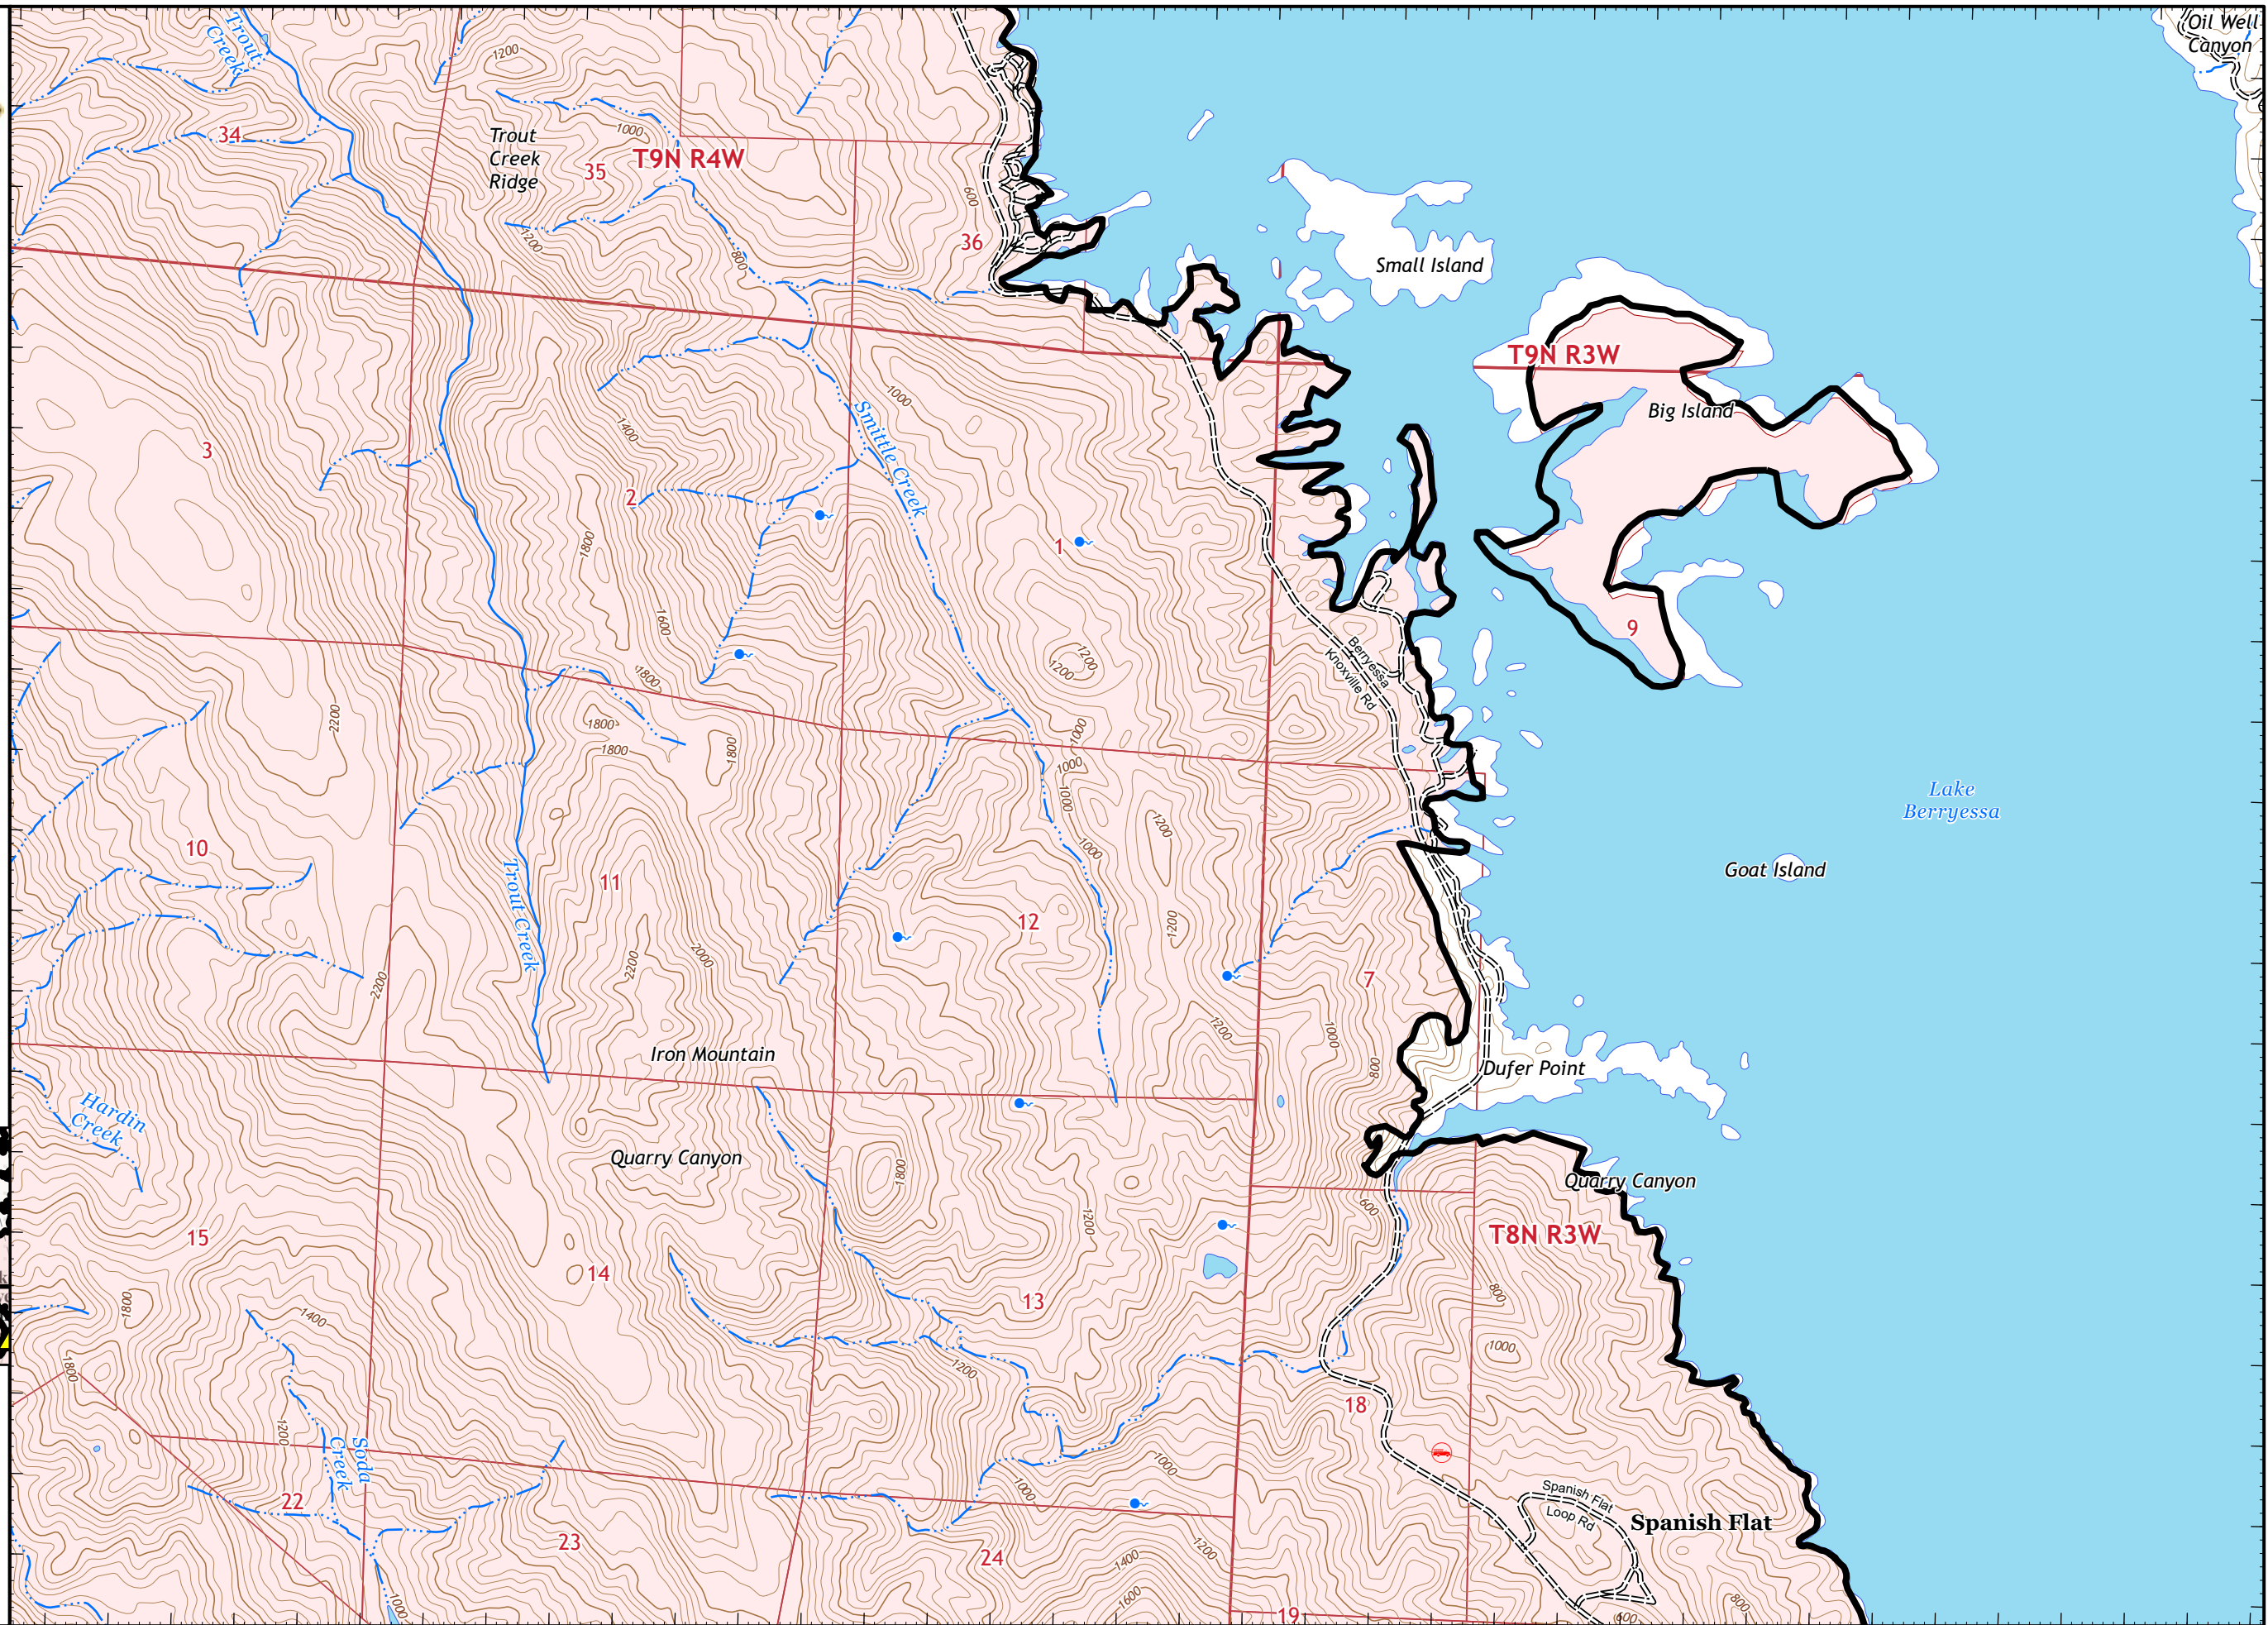 Oil Well
Canyon
Trout
Creek
1200
34
Trout
Creek
Ridge
1000
35
T9N R4W
600
36
1200
800
Small Island
T9N R3W
Big Island
1000
Smittle Creek
1400
3
2
1800
1
1600
9
Berryessa
Knoxville Rd
1200
1200
1800
2200
1800
1800
1800
1000
1000
1000
Lake
Berryessa
1200
1000
10
11
Goat Island
Trout Creek
12
1200
2200
2000
7
2200
1200
1000
800
Iron Mountain
Dufer Point
Hardin
Creek
Quarry Canyon
1800
Quarry Canyon
600
1200
15
T8N R3W
14
13
1800
1400
800
1000
1800
1200
18
1200
Soda
Creek
1000
1000
22
Spanish Flat
Loop Rd
Spanish Flat
23
24
1200
1400
1600
1000
19
600
800